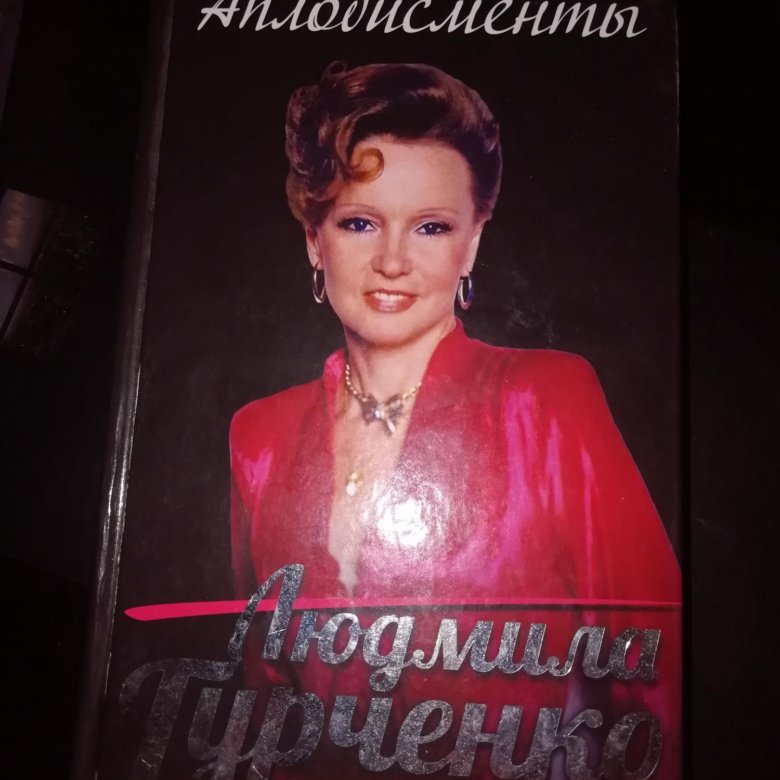 Аплодисменты
Людмила
Гурченко